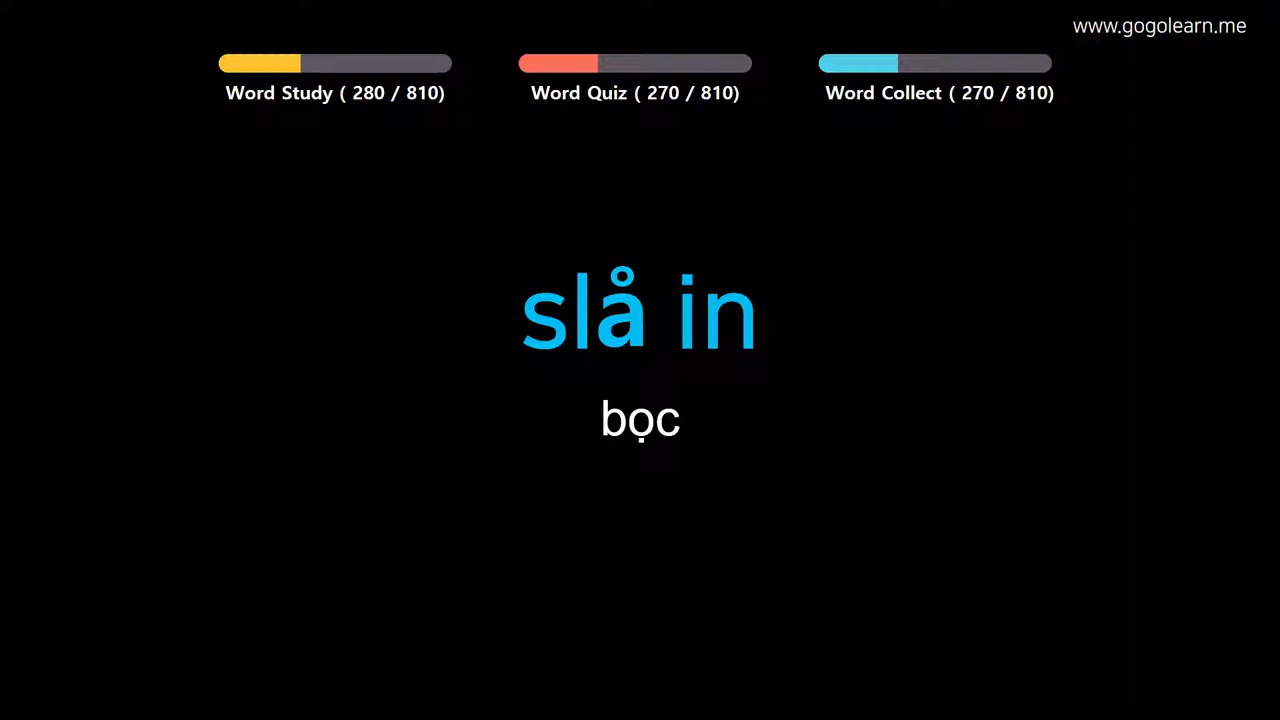 www.gogolearn.me
Word Study ( 280 / 810)
Word Quiz ( 270 / 810)
Word Collect ( 270 / 810)
slå in
bọc